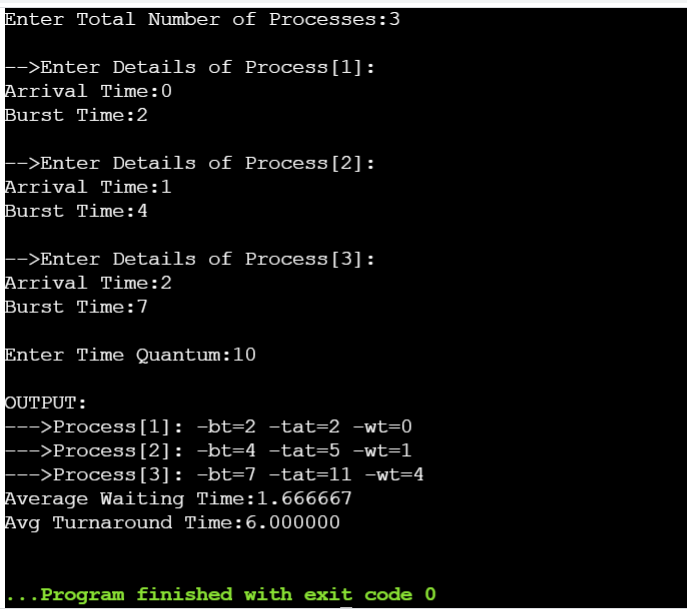 Enter Total Number of Processes:3
-->Enter Details of Process[1]:
Arrival Time:0
Burst Time:2
-->Enter Details of Process[2]:
Arrival Time:1
Burst Time:4
-->Enter Details of Process[3]:
Arrival Time:2
Burst Time:7
Enter Time Quantum:10
OUTPUT:
--->Process[1]: -bt=2 -tat=2 -wt=0
--->Process[2]: -bt=4 -tat=5 -wt=1
--->Process[3]: -bt=7 -tat=11 -wt=4
Average Waiting Time:1.666667
Avg Turnaround Time:6.000000
...Program finished with exit code 0